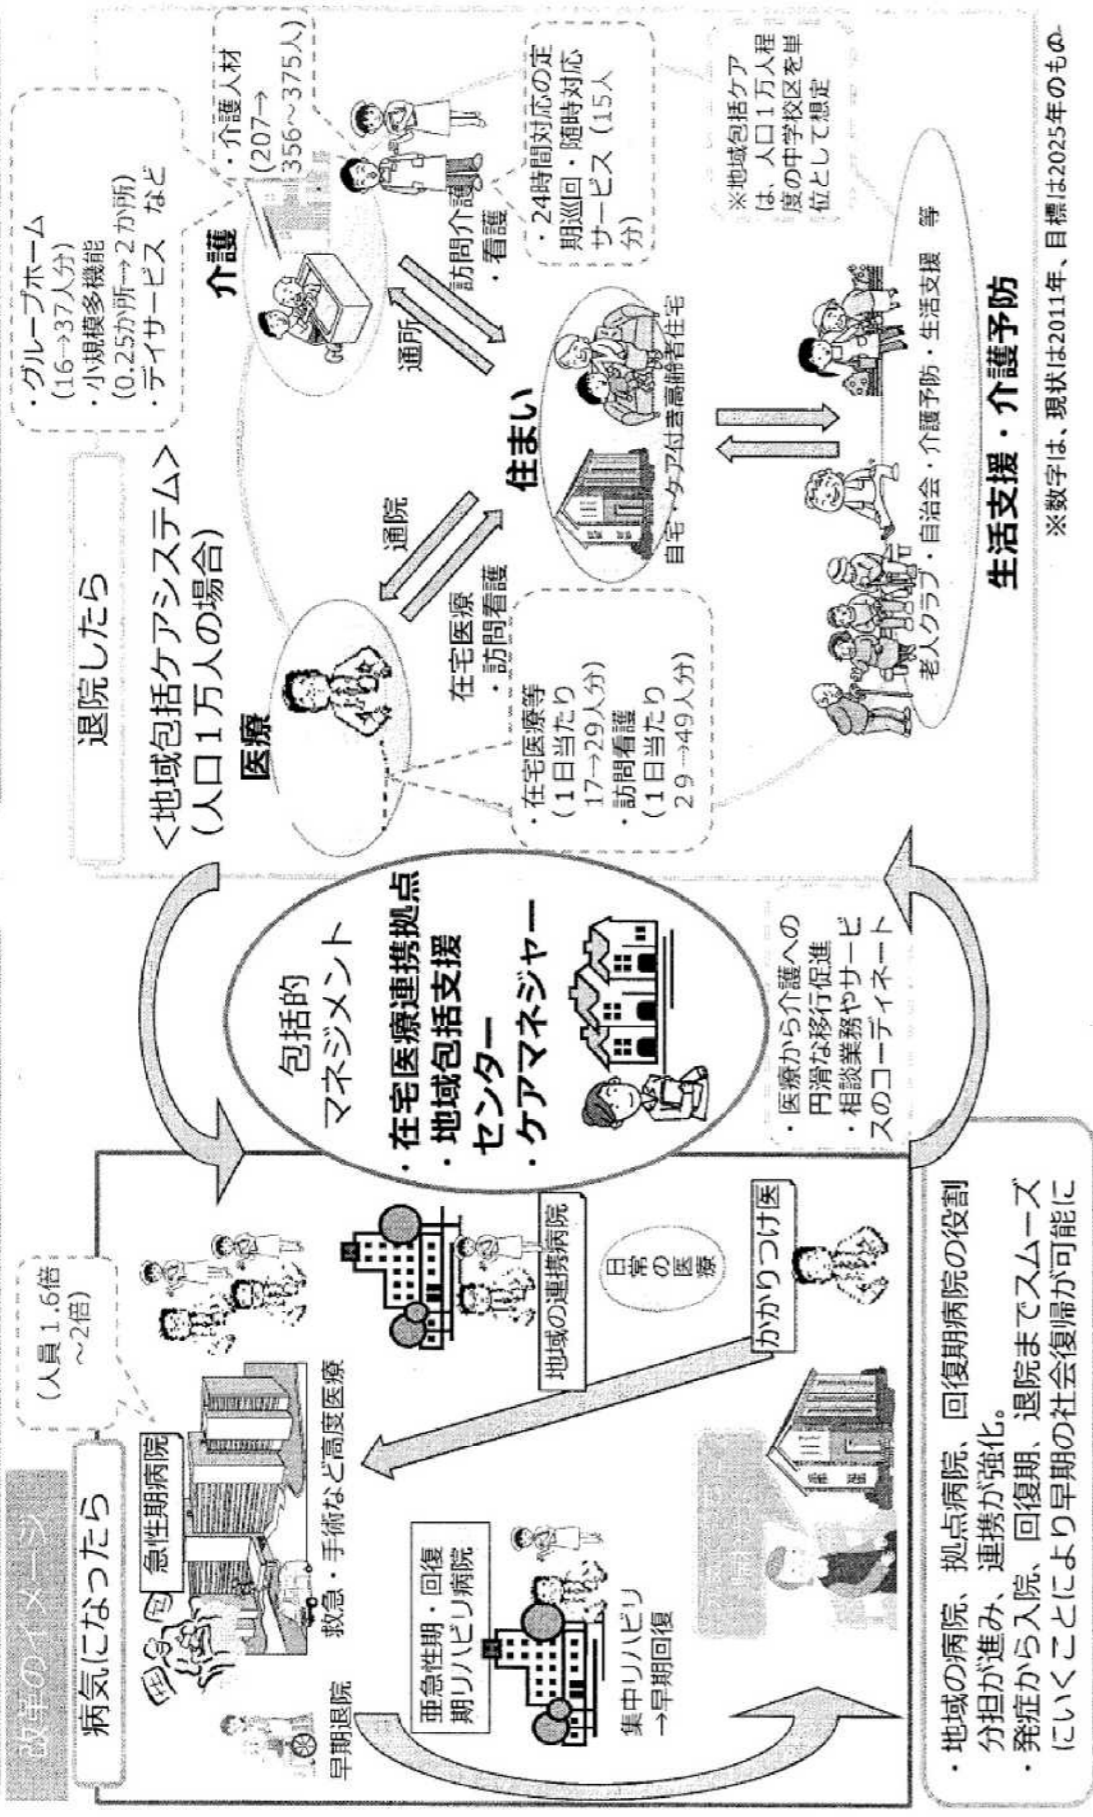 改革のイメージ
病気になったら
(人員1.6倍
～2倍)
急性期病院
救急・手術など高度医療
早期退院
亜急性期・回復
期リハビリ病院
集中リハビリ
→早期回復
地域の連携病院
日常の医療
かかりつけ医
・地域の病院、拠点病院、回復期病院の役割
分担が進み、連携が強化。
・発症から入院、回復期、退院までスムーズ
にいくことにより早期の社会復帰が可能に
包括的
マネジメント
・在宅医療連携拠点
・地域包括支援
センター
・ケアマネジャー
・医療から介護への
円滑な移行促進
・相談業務やサービ
スのコーディネート
退院したら
<地域包括ケアシステム>
(人口1万人の場合)
医療
・在宅医療等
(1日当たり
17→29人分)
・訪問看護
(1日当たり
29→49人分)
通院
在宅医療
・訪問看護
住まい
自宅・ケア付き高齢者住宅
・グループホーム
(16→37人分)
・小規模多機能
(0.25か所→2か所)
・デイサービス など
介護
・介護人材
(207→
356～375人)
通所
訪問介護
・看護
・24時間対応の定
期巡回・随時対応
サービス(15人
分)
※地域包括ケア
は、人口1万人程
度の中学校区を単
位として想定
老人クラブ・自治会・介護予防・生活支援 等
生活支援・介護予防
※数字は、現状は2011年、目標は2025年のもの